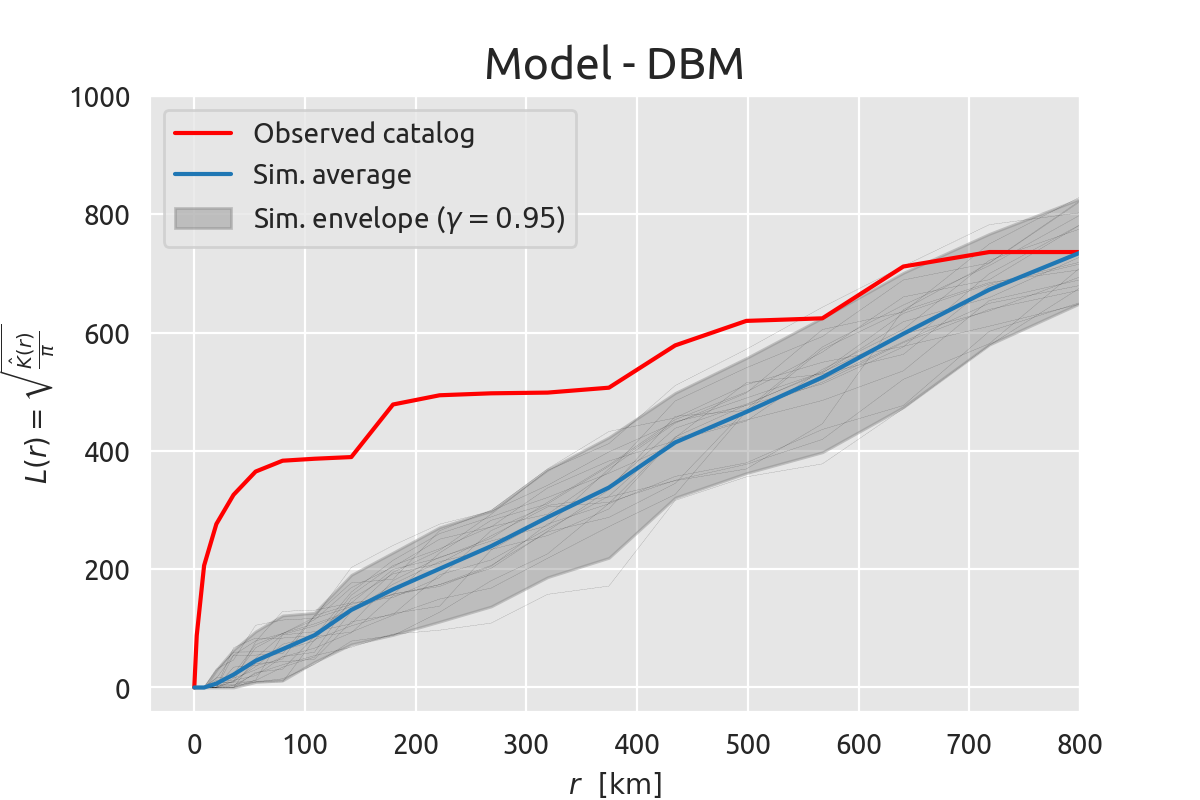 Model - DBM
Observed catalog
Sim. average
Sim. envelope (γ = 0.95)
1000
800
600
400
200
0
L(r) = √(K̂(r)/π)
0 100 200 300 400 500 600 700 800
r [km]